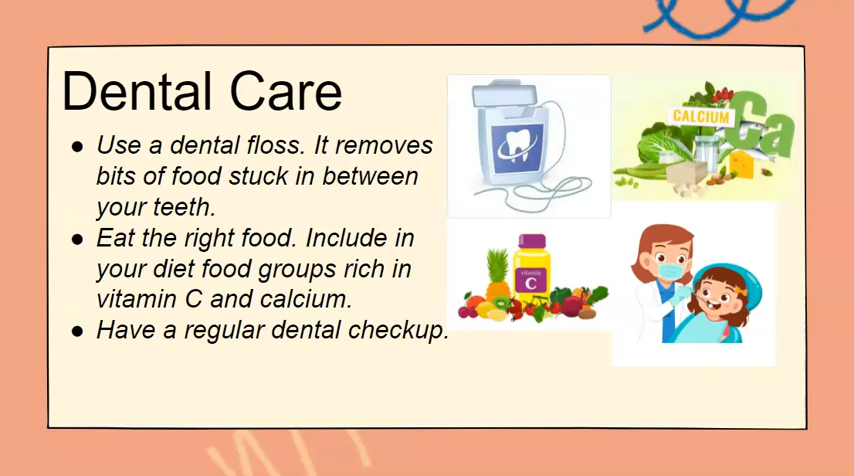 Dental Care
● Use a dental floss. It removes
bits of food stuck in between
your teeth.
● Eat the right food. Include in
your diet food groups rich in
vitamin C and calcium.
● Have a regular dental checkup.
CALCIUM
Ca
vitamin
C